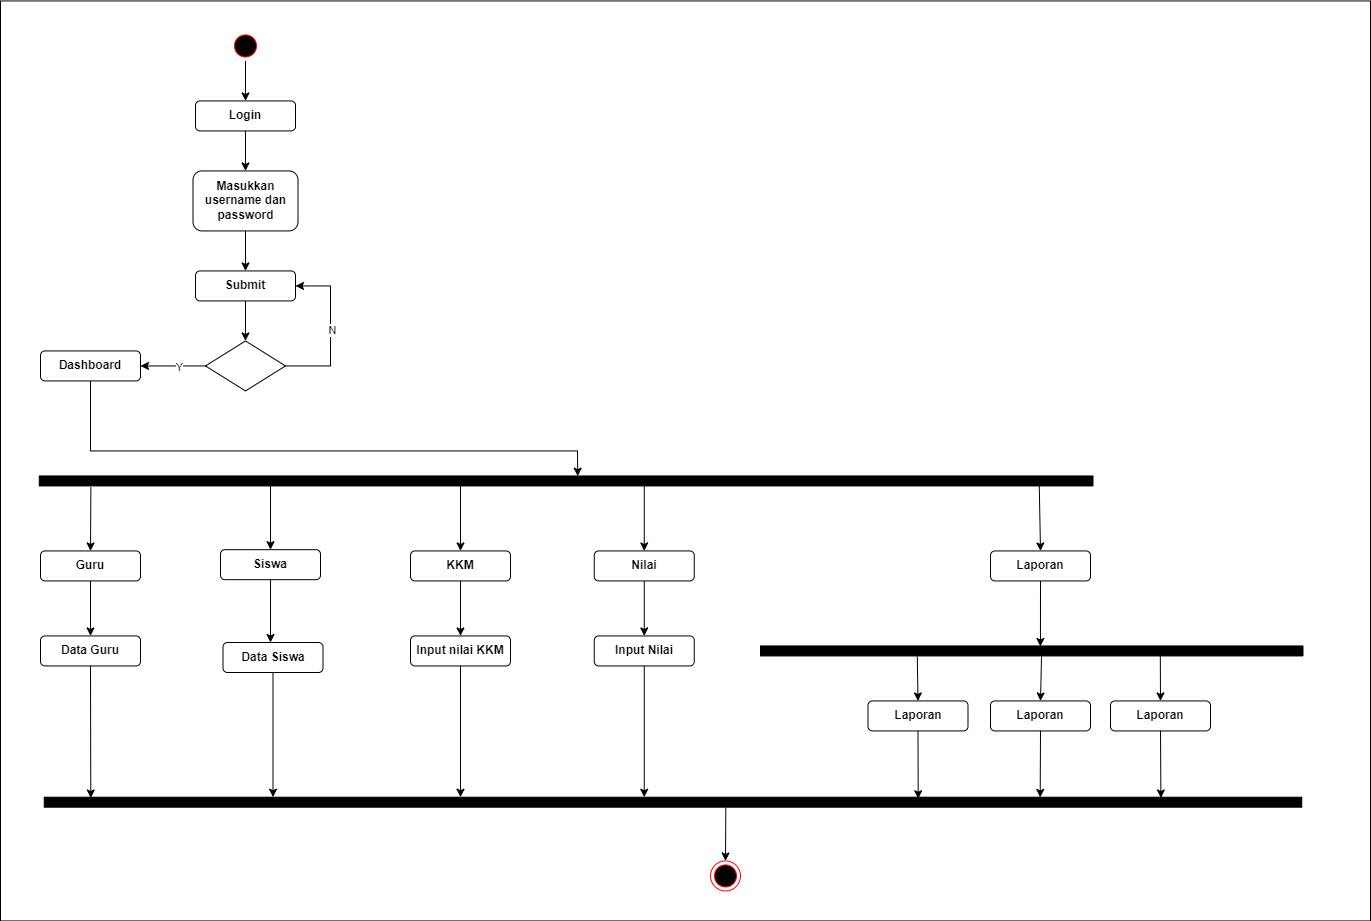 Login
Masukkan
username dan
password
Submit
N
Dashboard
Y
Guru
Siswa
KKM
Nilai
Laporan
Data Guru
Data Siswa
Input nilai KKM
Input Nilai
Laporan
Laporan
Laporan